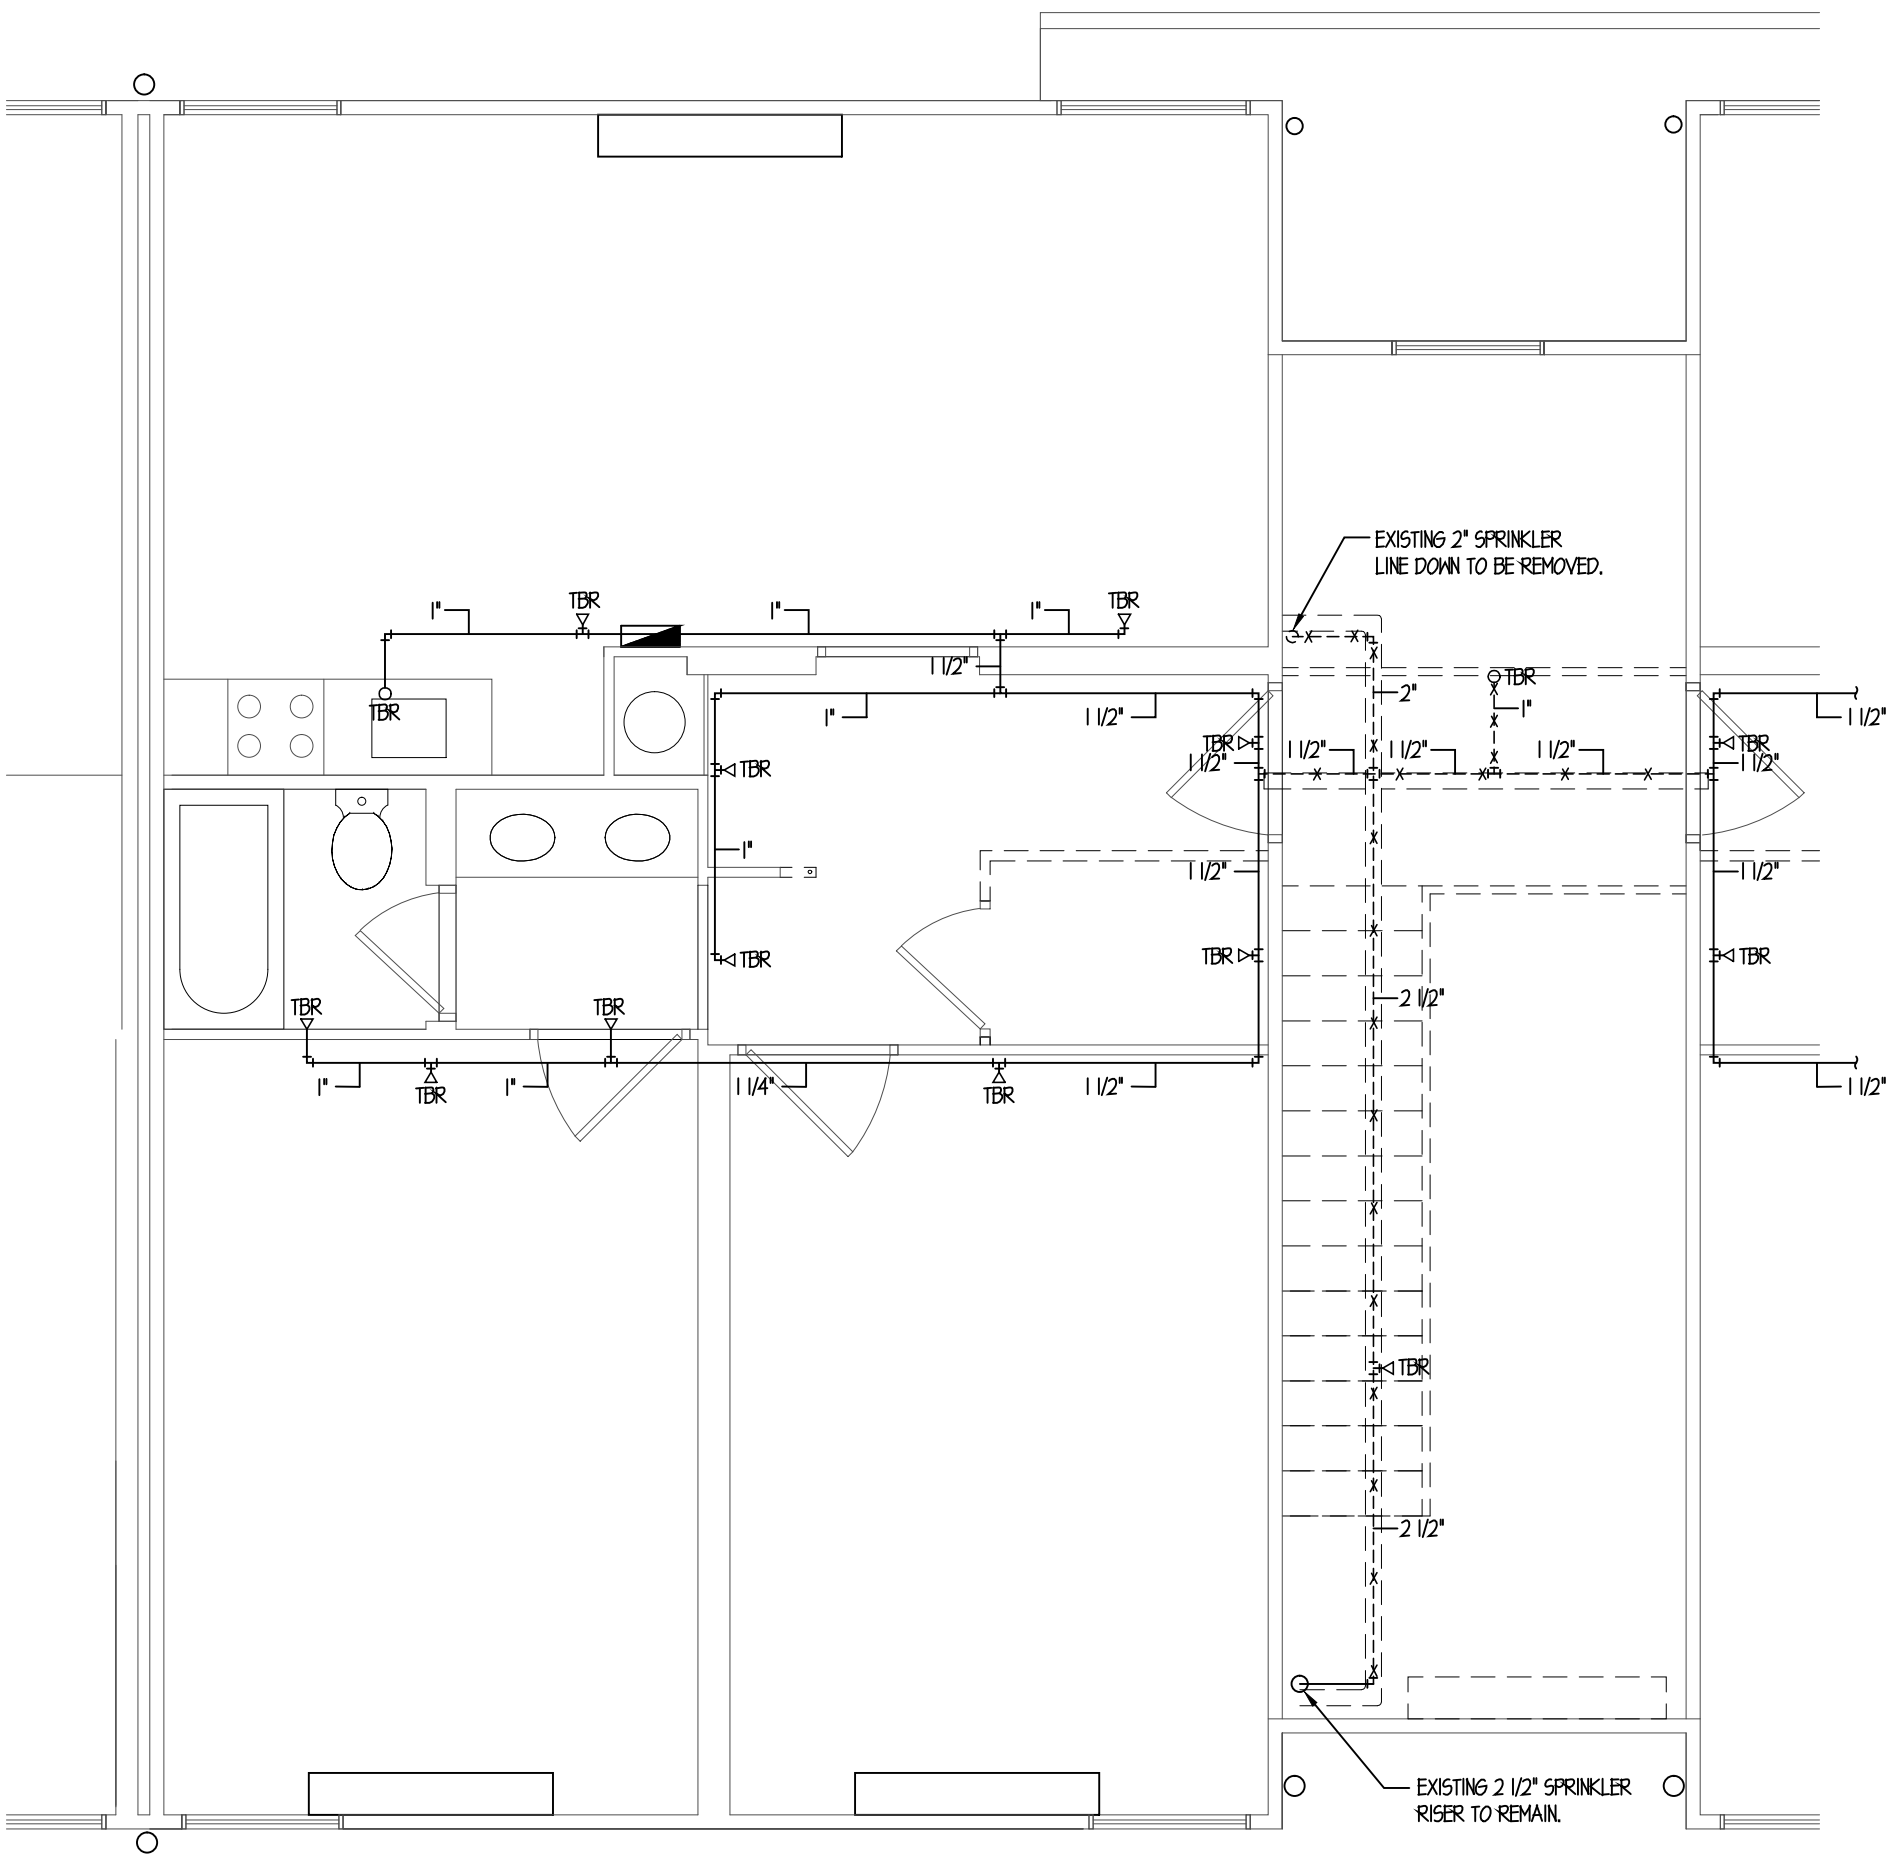 EXISTING 2" SPRINKLER
LINE DOWN TO BE REMOVED.
1"
TBR
1"
1"
TBR
1 1/2"
TBR
2"
TBR
1"
1"
1 1/2"
1 1/2"
TBR
TBR
1 1/2"
1 1/2"
1 1/2"
1 1/2"
TBR
1 1/2"
1"
1 1/2"
1 1/2"
TBR
TBR
TBR
TBR
TBR
2 1/2"
1"
TBR
1"
1 1/4"
TBR
1 1/2"
1 1/2"
TBR
2 1/2"
EXISTING 2 1/2" SPRINKLER
RISER TO REMAIN.